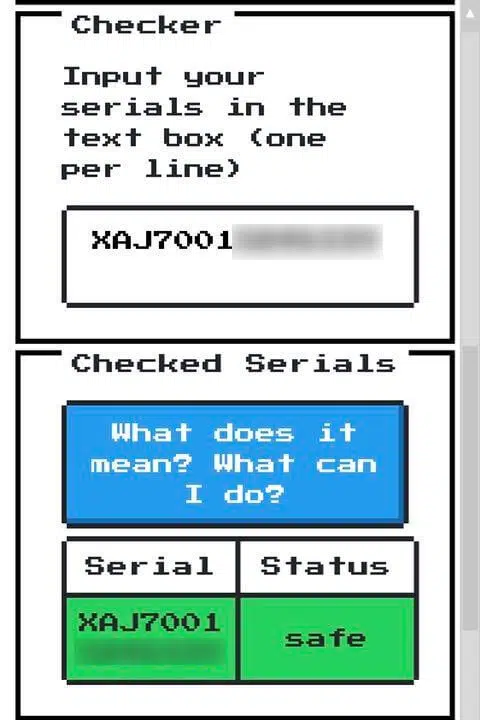 Checker
Input your
serials in the
text box (one
per line)
XAJ7001
Checked Serials
What does it
mean? What can
I do?
Serial Status
XAJ7001
safe